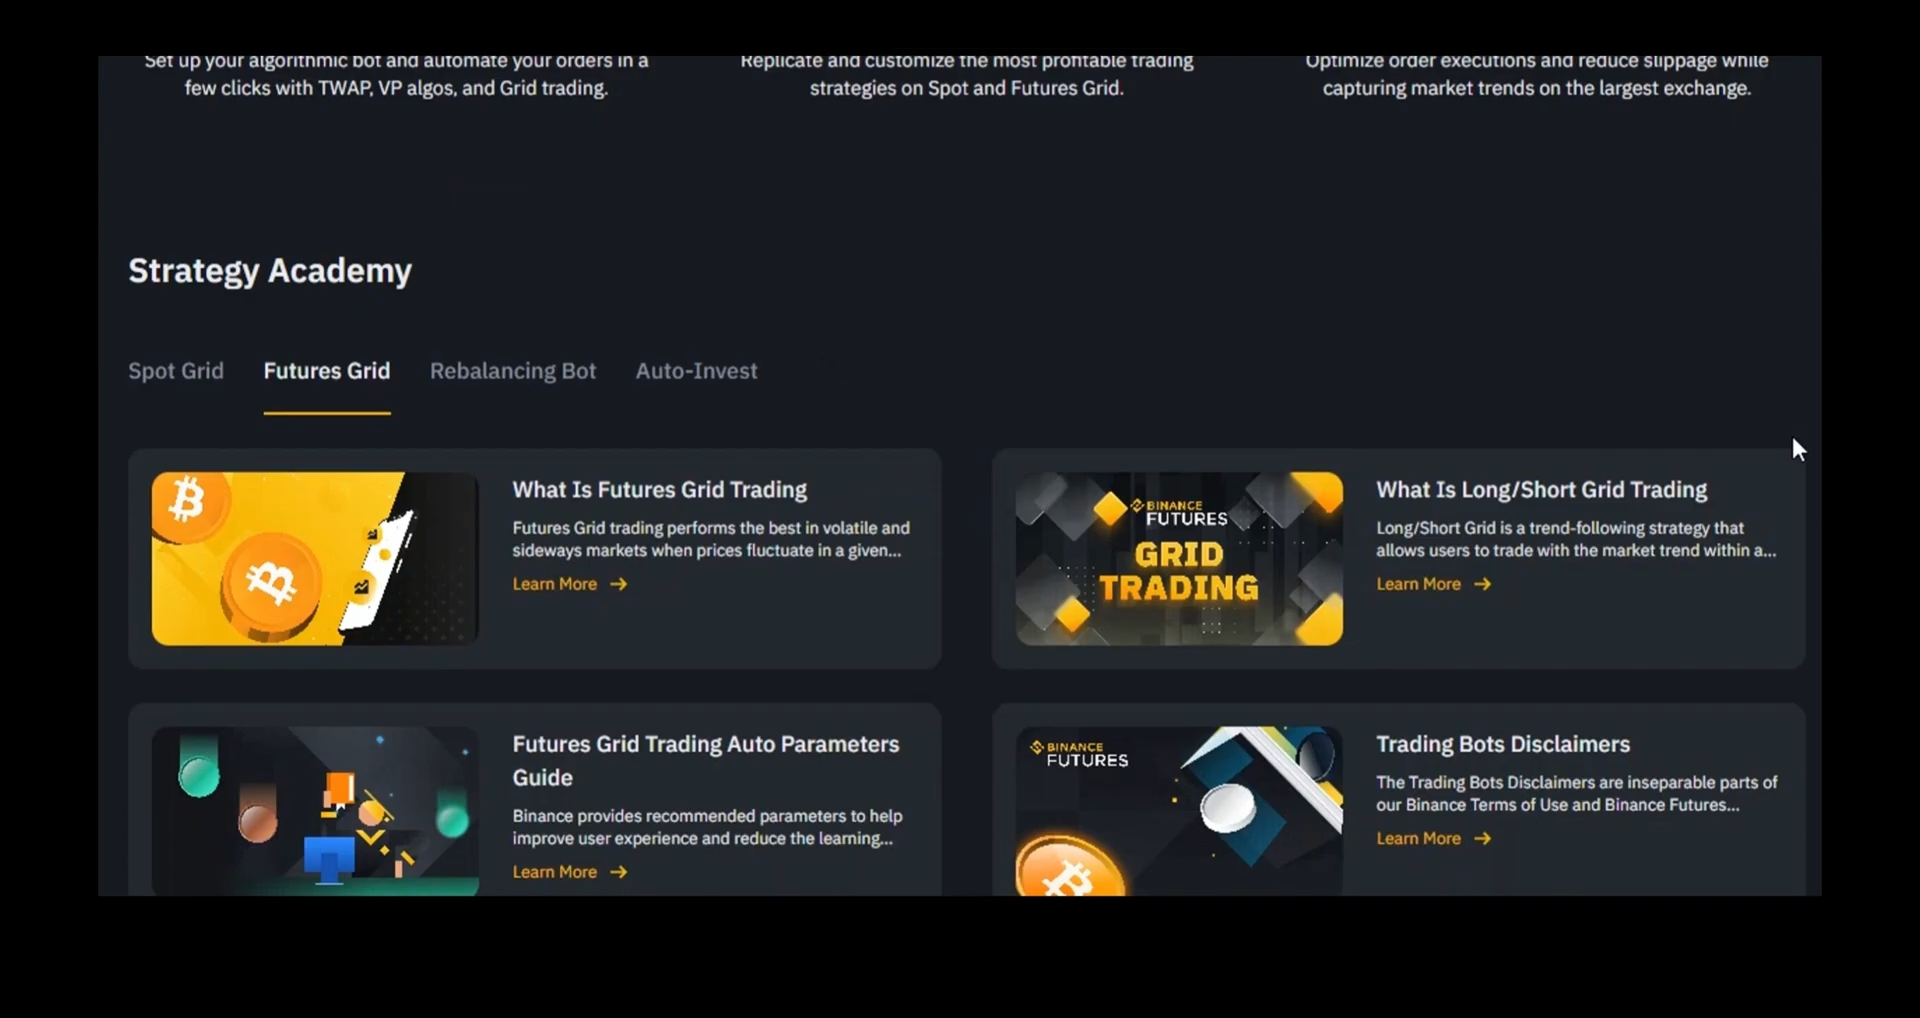 Set up your algorithmic bot and automate your orders in a
few clicks with TWAP, VP algos, and Grid trading.
Replicate and customize the most profitable trading
strategies on Spot and Futures Grid.
Optimize order executions and reduce slippage while
capturing market trends on the largest exchange.
Strategy Academy
Spot Grid
Futures Grid
Rebalancing Bot
Auto-Invest
What Is Futures Grid Trading
Futures Grid trading performs the best in volatile and
sideways markets when prices fluctuate in a given...
Learn More
BINANCE
FUTURES
GRID
TRADING
What Is Long/Short Grid Trading
Long/Short Grid is a trend-following strategy that
allows users to trade with the market trend within a...
Learn More
Futures Grid Trading Auto Parameters
Guide
Binance provides recommended parameters to help
improve user experience and reduce the learning...
Learn More
BINANCE
FUTURES
Trading Bots Disclaimers
The Trading Bots Disclaimers are inseparable parts of
our Binance Terms of Use and Binance Futures...
Learn More